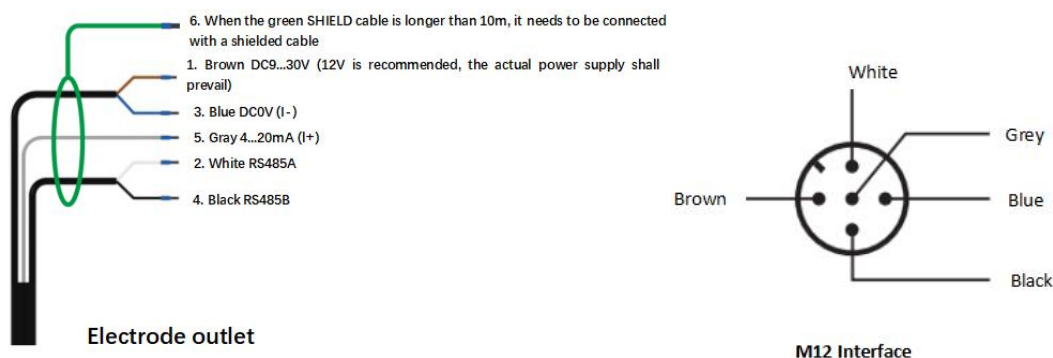 6. When the green SHIELD cable is longer than 10m, it needs to be connected
with a shielded cable
1. Brown DC9...30V (12V is recommended, the actual power supply shall
prevail)
3. Blue DC0V (I-)
5. Gray 4...20mA (I+)
2. White RS485A
4. Black RS485B
Electrode outlet
White
Grey
Brown
Blue
Black
M12 Interface